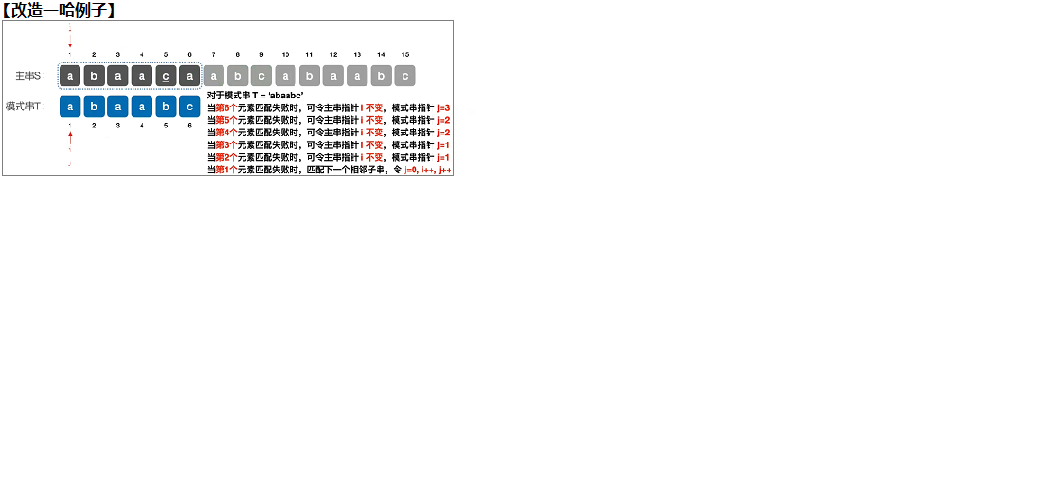 【改造一哈例子】
1 2 3 4 5 6 7 8 9 10 11 12 13 14 15
主串S: a b a a c a a b c a b a a b c
模式串T: a b a a b c
1 2 3 4 5 6
对于模式串 T = 'abaabc'
当第6个元素匹配失败时，可令主串指针 i 不变，模式串指针 j=3
当第5个元素匹配失败时，可令主串指针 i 不变，模式串指针 j=2
当第4个元素匹配失败时，可令主串指针 i 不变，模式串指针 j=2
当第3个元素匹配失败时，可令主串指针 i 不变，模式串指针 j=1
当第2个元素匹配失败时，可令主串指针 i 不变，模式串指针 j=1
当第1个元素匹配失败时，匹配下一个相邻子串，令 j=0, i++, j++